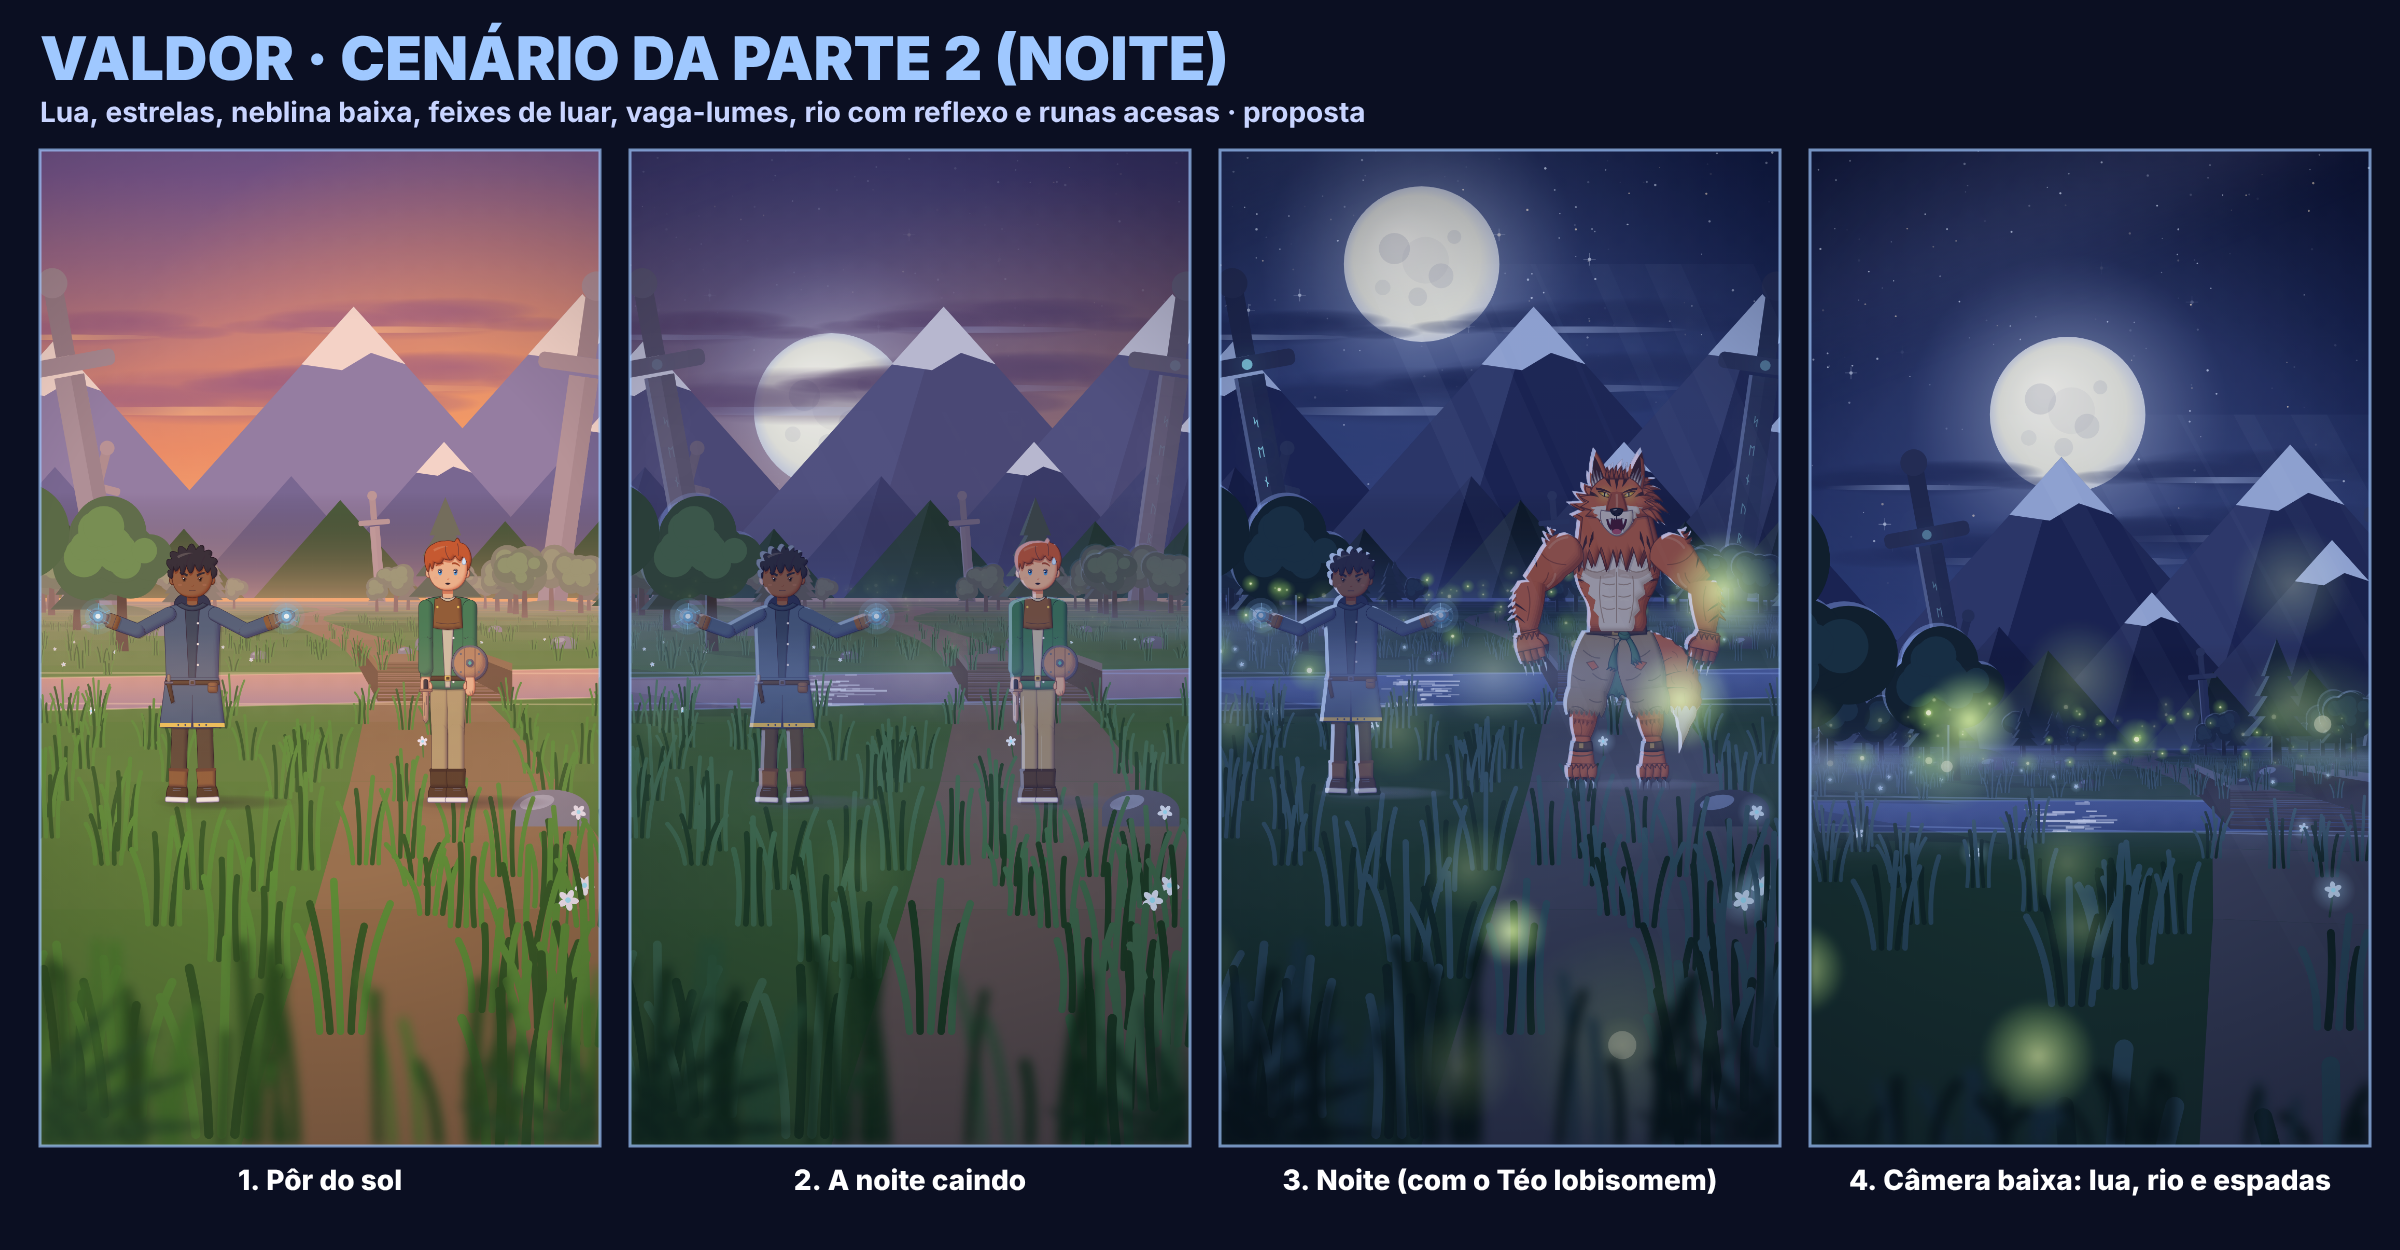 VALDOR · CENÁRIO DA PARTE 2 (NOITE)
Lua, estrelas, neblina baixa, feixes de luar, vaga-lumes, rio com reflexo e runas acesas · proposta
1. Pôr do sol
2. A noite caindo
3. Noite (com o Téo lobisomem)
4. Câmera baixa: lua, rio e espadas